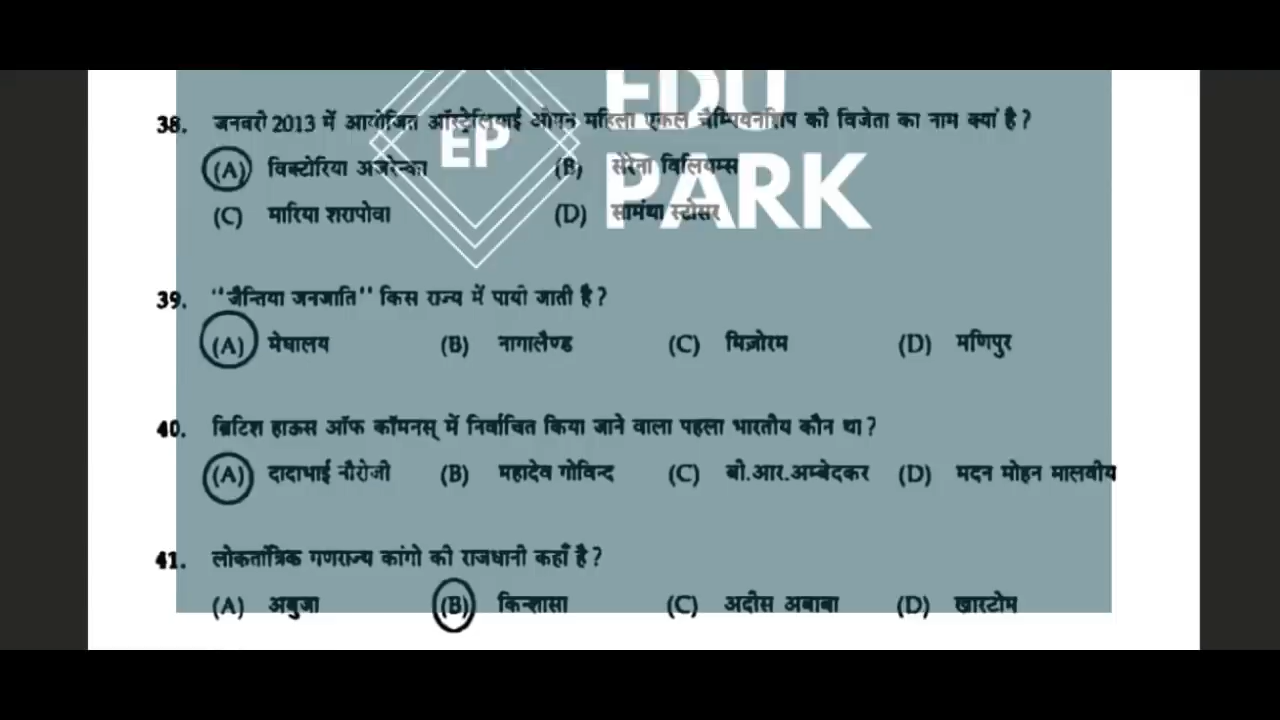 EDU
PARK
EP
38. जनवरी 2013 में आयोजित ऑस्ट्रेलियाई ओपन महिला एकल चैम्पियनशिप की विजेता का नाम क्या है ?
(A) विक्टोरिया अजरेन्का (B) सेरेना विलियम्स
(C) मारिया शरापोवा (D) सामंथा स्टोसर
39. "जैन्तिया जनजाति" किस राज्य में पायी जाती है ?
(A) मेघालय (B) नागालैण्ड (C) मिज़ोरम (D) मणिपुर
40. ब्रिटिश हाऊस ऑफ कॉमनस् में निर्वाचित किया जाने वाला पहला भारतीय कौन था ?
(A) दादाभाई नौरोजी (B) महादेव गोविन्द (C) बी.आर.अम्बेदकर (D) मदन मोहन मालवीय
41. लोकतांत्रिक गणराज्य कांगो की राजधानी कहाँ है ?
(A) अबुजा (B) किन्शासा (C) अदीस अबाबा (D) खारटोम